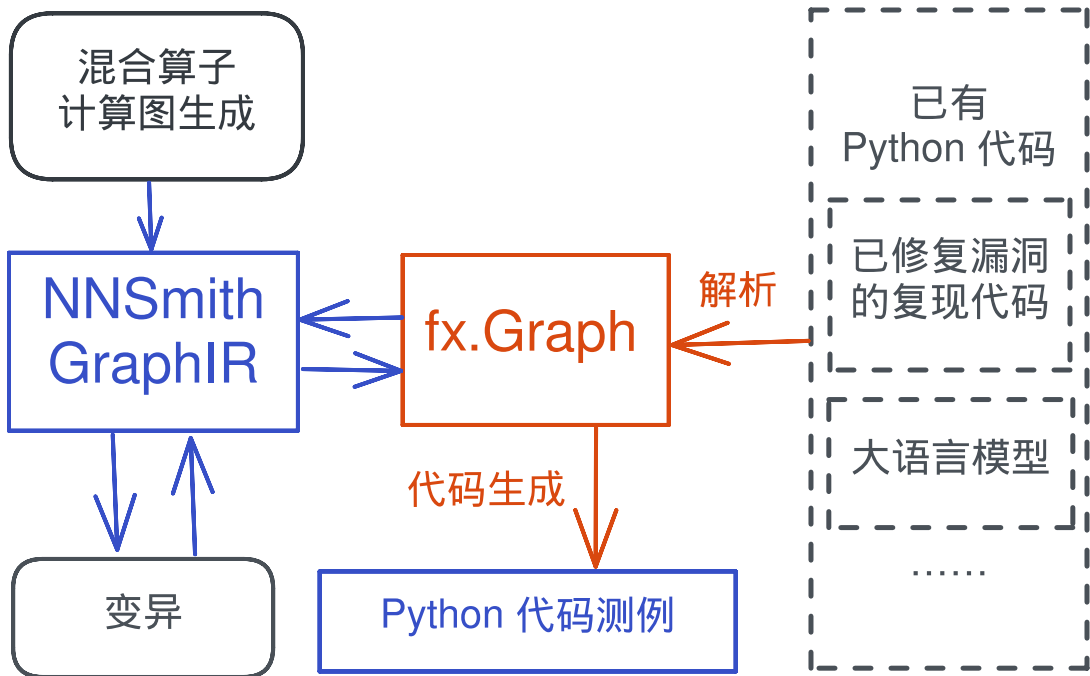 混合算子
计算图生成
NNSmith
GraphIR
变异
fx.Graph
解析
代码生成
Python 代码测例
已有
Python 代码
已修复漏洞
的复现代码
大语言模型
……